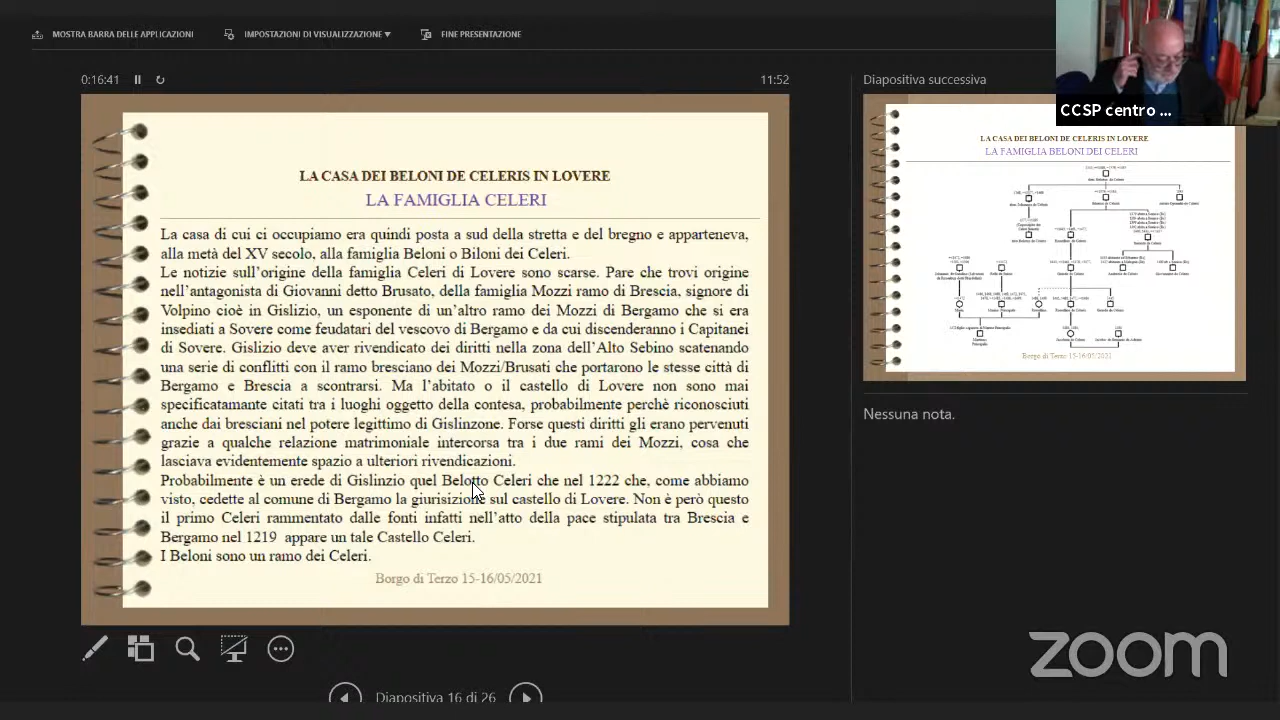 MOSTRA BARRA DELLE APPLICAZIONI
IMPOSTAZIONI DI VISUALIZZAZIONE ▼
FINE PRESENTAZIONE
0:16:41
11:52
LA CASA DEI BELONI DE CELERIS IN LOVERE
LA FAMIGLIA CELERI
La casa di cui ci occupiamo era quindi posta a sud della stretta e del bregno e apparteneva,
alla metà del XV secolo, alla famiglia Beloni o Biloni dei Celeri.
Le notizie sull'origine della famiglia Celeri di Lovere sono scarse. Pare che trovi origine
nell'antagonista di Giovanni detto Brusato, della famiglia Mozzi ramo di Brescia, signore di
Volpino cioè in Gislizio, un esponente di un'altro ramo dei Mozzi di Bergamo che si era
insediati a Sovere come feudatari del vescovo di Bergamo e da cui discenderanno i Capitanei
di Sovere. Gislizio deve aver rivendicato dei diritti nella zona dell'Alto Sebino scatenando
una serie di conflitti con il ramo bresciano dei Mozzi/Brusati che portarono le stesse città di
Bergamo e Brescia a scontrarsi. Ma l'abitato o il castello di Lovere non sono mai
specificatamante citati tra i luoghi oggetto della contesa, probabilmente perchè riconosciuti
anche dai bresciani nel potere legittimo di Gislinzone. Forse questi diritti gli erano pervenuti
grazie a qualche relazione matrimoniale intercorsa tra i due rami dei Mozzi, cosa che
lasciava evidentemente spazio a ulteriori rivendicazioni.
Probabilmente è un erede di Gislinzio quel Belotto Celeri che nel 1222 che, come abbiamo
visto, cedette al comune di Bergamo la giurisizione sul castello di Lovere. Non è però questo
il primo Celeri rammentato dalle fonti infatti nell'atto della pace stipulata tra Brescia e
Bergamo nel 1219 appare un tale Castello Celeri.
I Beloni sono un ramo dei Celeri.
Borgo di Terzo 15-16/05/2021
Diapositiva 16 di 26
Diapositiva successiva
CCSP centro ...
LA CASA DEI BELONI DE CELERIS IN LOVERE
LA FAMIGLIA BELONI DEI CELERI
Borgo di Terzo 15-16/05/2021
Nessuna nota.
zoom